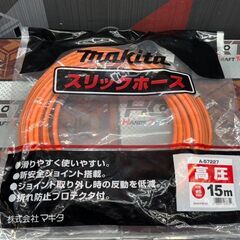 makita
スリックホース
●滑りやすく使いやすい。
●新安全ジョイント搭載。
●ジョイント取り外し時の反動を低減。
●折れ防止プロテクタ付。
株式会社マキタ
A-57227
高圧
15m